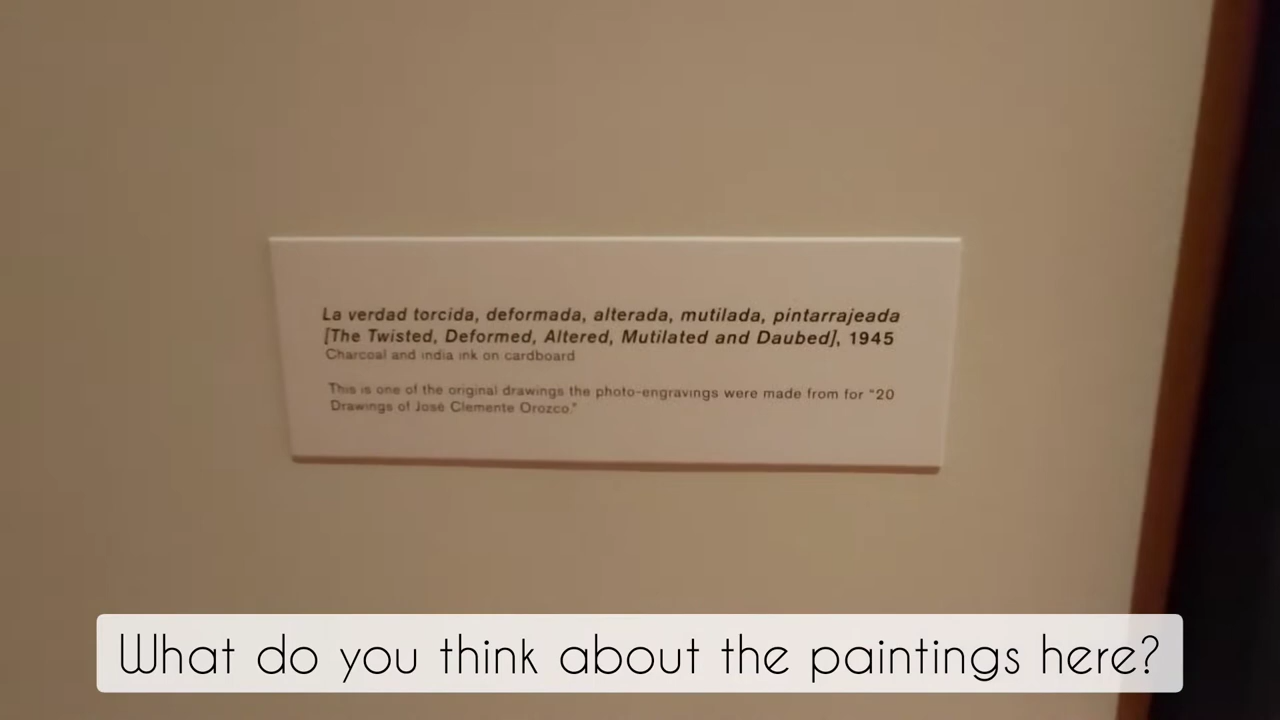 La verdad torcida, deformada, alterada, mutilada, pintarrajeada
[The Twisted, Deformed, Altered, Mutilated and Daubed], 1945
Charcoal and india ink on cardboard
This is one of the original drawings the photo-engravings were made from for "20
Drawings of José Clemente Orozco."
What do you think about the paintings here?